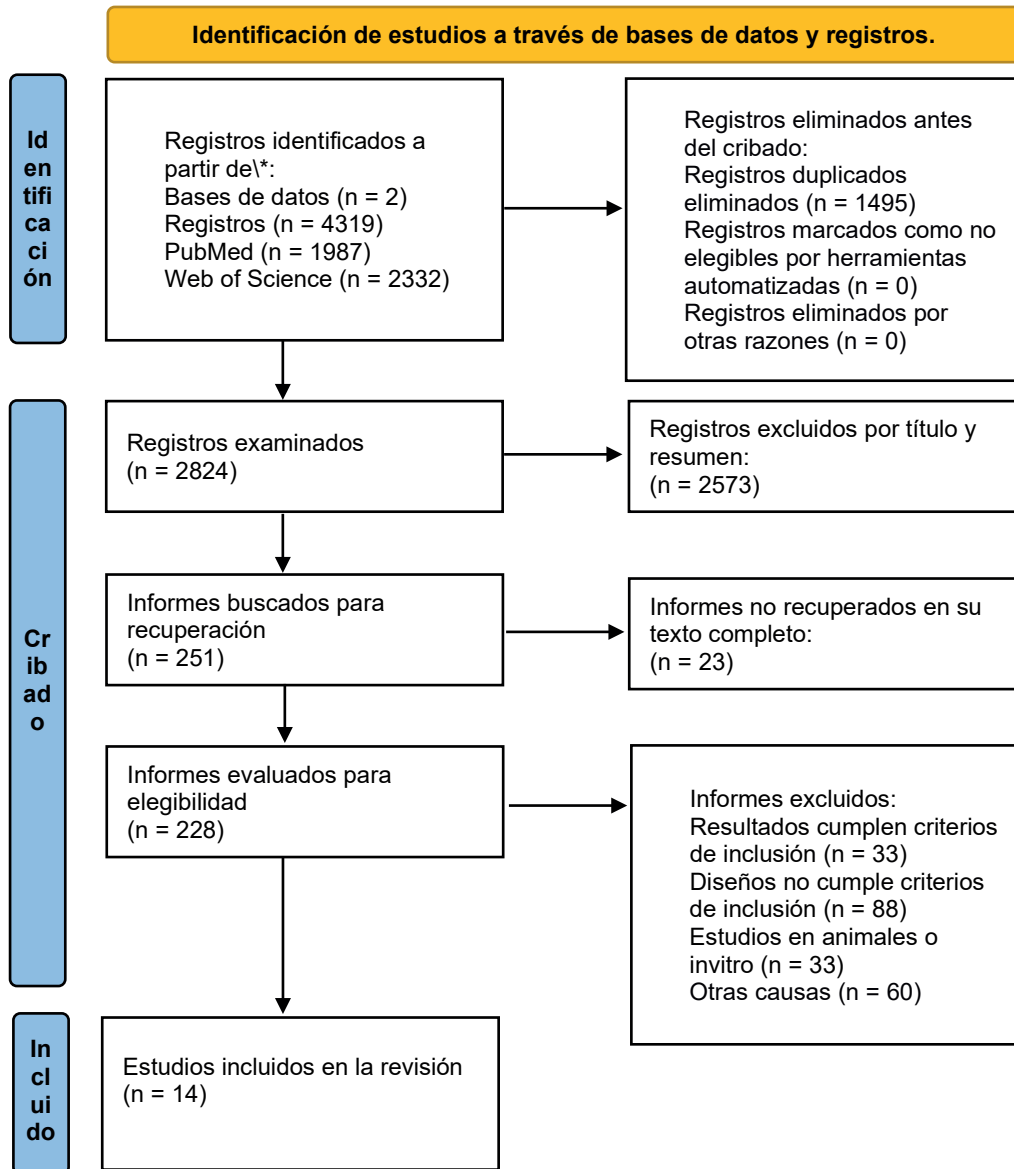 Identificación de estudios a través de bases de datos y registros.
Id
en
tifi
ca
ci
ón
Registros identificados a
partir de\*:
Bases de datos (n = 2)
Registros (n = 4319)
PubMed (n = 1987)
Web of Science (n = 2332)
Registros eliminados antes
del cribado:
Registros duplicados
eliminados (n = 1495)
Registros marcados como no
elegibles por herramientas
automatizadas (n = 0)
Registros eliminados por
otras razones (n = 0)
Cr
ib
ad
o
Registros examinados
(n = 2824)
Registros excluidos por título y
resumen:
(n = 2573)
Informes buscados para
recuperación
(n = 251)
Informes no recuperados en su
texto completo:
(n = 23)
Informes evaluados para
elegibilidad
(n = 228)
Informes excluidos:
Resultados cumplen criterios
de inclusión (n = 33)
Diseños no cumple criterios
de inclusión (n = 88)
Estudios en animales o
invitro (n = 33)
Otras causas (n = 60)
In
cl
ui
do
Estudios incluidos en la revisión
(n = 14)